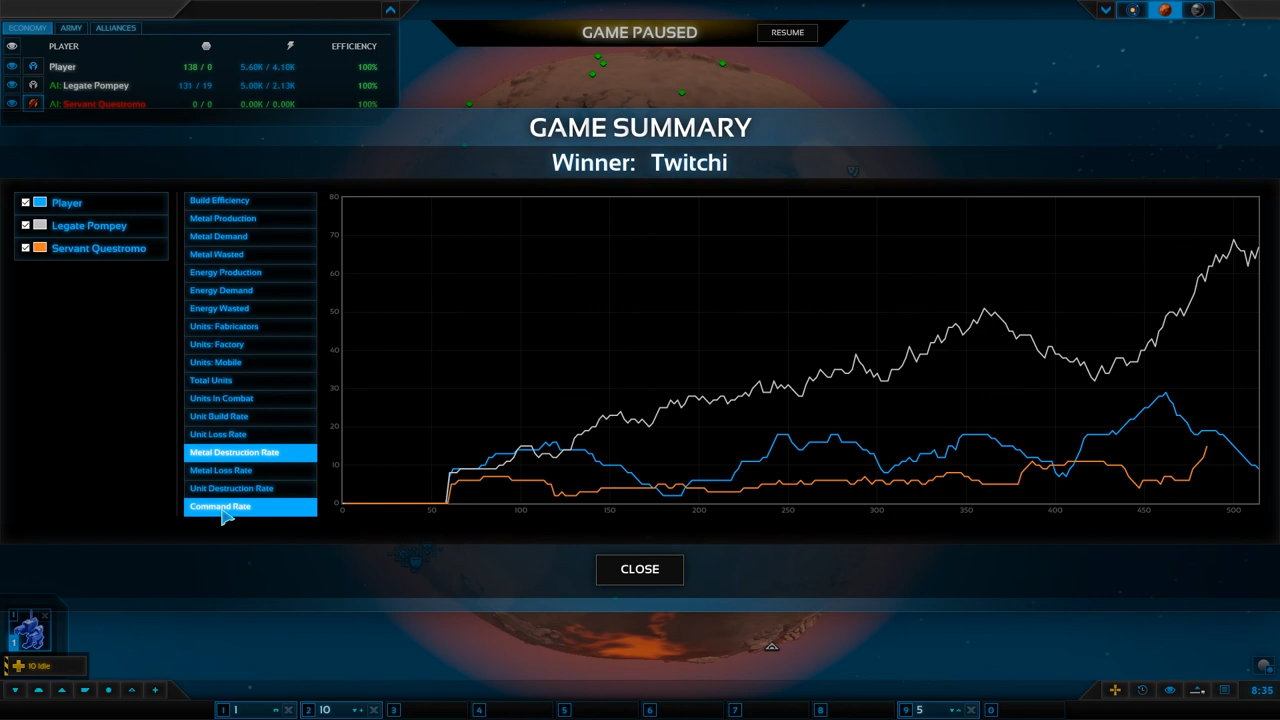 GAME PAUSED
RESUME
ECONOMY ARMY ALLIANCES
PLAYER EFFICIENCY
Player 138 / 0 5.60K / 4.10K 100%
AI: Legate Pompey 131 / 19 5.00K / 2.13K 100%
AI: Servant Questromo 0 / 0 0.00K / 0.00K 100%
GAME SUMMARY
Winner: Twitchi
Player
Legate Pompey
Servant Questromo
Build Efficiency
Metal Production
Metal Demand
Metal Wasted
Energy Production
Energy Demand
Energy Wasted
Units: Fabricators
Units: Factory
Units: Mobile
Total Units
Units In Combat
Unit Build Rate
Unit Loss Rate
Metal Destruction Rate
Metal Loss Rate
Unit Destruction Rate
Command Rate
80
70
60
50
40
30
20
10
0
0 50 100 150 200 250 300 350 400 450 500
CLOSE
1
1
10 Idle
8:35
1 1 2 10 3 4 5 6 7 8 9 5 0